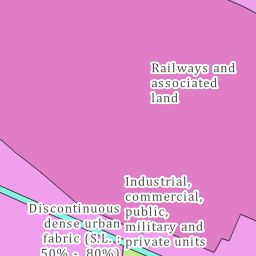 Railways and
associated
land
Industrial,
commercial,
public,
military and
private units
Discontinuous
dense urban
fabric (S.L. :
50% - 80%)